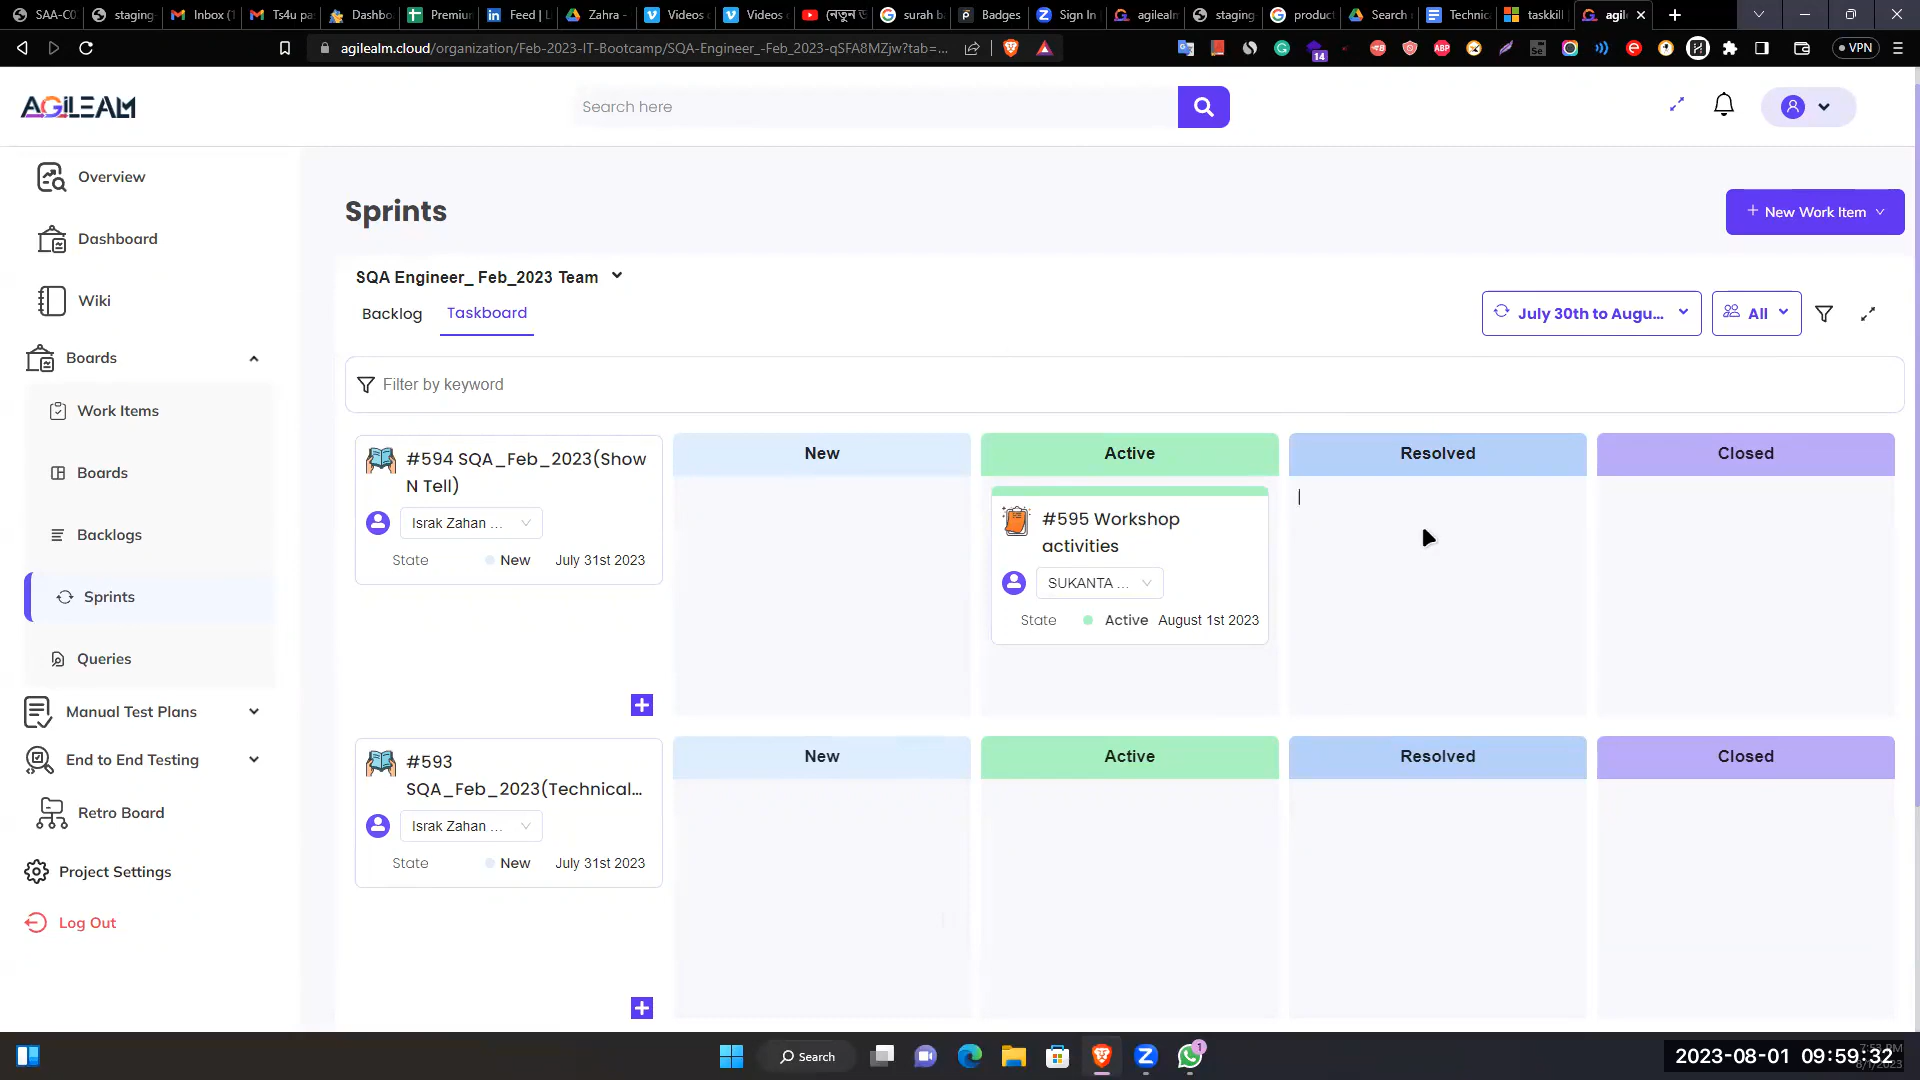 SAA-C0
staging-
Inbox (1
Ts4u pa
Dashbo
Premiu
Feed | L
Zahra -
Videos
Videos
surah b
Badges
Sign In
agilealm
staging-
product
Search
Technic
taskkill
agil
agilealm.cloud/organization/Feb-2023-IT-Bootcamp/SQA-Engineer_-Feb_2023-qSFA8MZjw?tab=...
14
ABP
VPN
AGILEAM
Search here
Overview
Dashboard
Wiki
Boards
Work Items
Boards
Backlogs
Sprints
Queries
Manual Test Plans
End to End Testing
Retro Board
Project Settings
Log Out
Sprints
+ New Work Item
SQA Engineer_ Feb_2023 Team
Backlog
Taskboard
July 30th to Augu...
All
Filter by keyword
#594 SQA_Feb_2023(Show
N Tell)
Israk Zahan ...
State
New
July 31st 2023
New
Active
Resolved
Closed
#595 Workshop
activities
SUKANTA ...
State
Active
August 1st 2023
#593
SQA_Feb_2023(Technical...
Israk Zahan ...
State
New
July 31st 2023
New
Active
Resolved
Closed
Search
1
2023-08-01 09:59:32